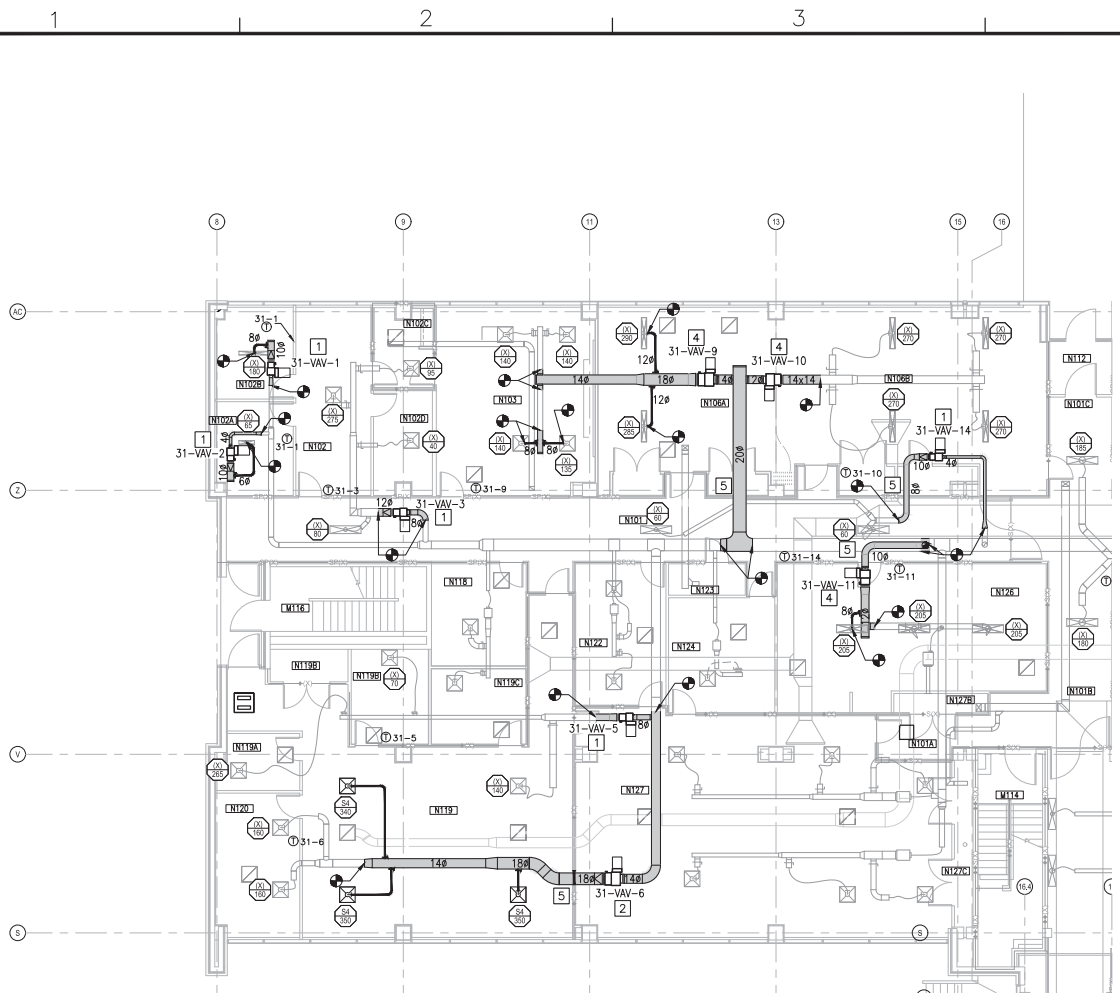 1 2 3
8 9 11 13 15 16
AC
31-1
T
8ø
10ø
1
31-VAV-1
(X) 180
N102B
N102C
(X) 140
(X) 140
(X) 290
12ø
4
31-VAV-9
4
31-VAV-10
(X) 270
(X) 270
N112
(X) 95
14ø
18ø
14ø
12ø
14x14
N106B
N102A
(X) 65
(X) 275
N102D
N103
12ø
N106A
(X) 270
N101C
1
31-VAV-2
4ø
T
31-1
N102
(X) 40
(X) 140
8ø
8ø
(X) 135
(X) 285
20ø
1
31-VAV-14
(X) 270
(X) 185
10ø
6ø
T 31-10
10ø
4ø
Z
T 31-3
T 31-9
5
5
8ø
12ø
31-VAV-3
1
8ø
(X) 80
N101
(X) 60
(X) 60
5
10ø
T 31-14
T
31-11
31-VAV-11
4
N118
N123
N126
M116
8ø
(X) 205
(X) 205
(X) 205
(X) 180
N122
N124
N119B
N119B
(X) 70
N119C
N101B
N127B
31-VAV-5
1
8ø
T 31-5
N119A
N101A
V
(X) 265
(X) 140
N127
M114
N120
S4 340
N119
(X) 160
T 31-6
14ø
18ø
18ø
14ø
N127C
(X) 160
S4 350
S4 350
5
31-VAV-6
2
16.4
S
S